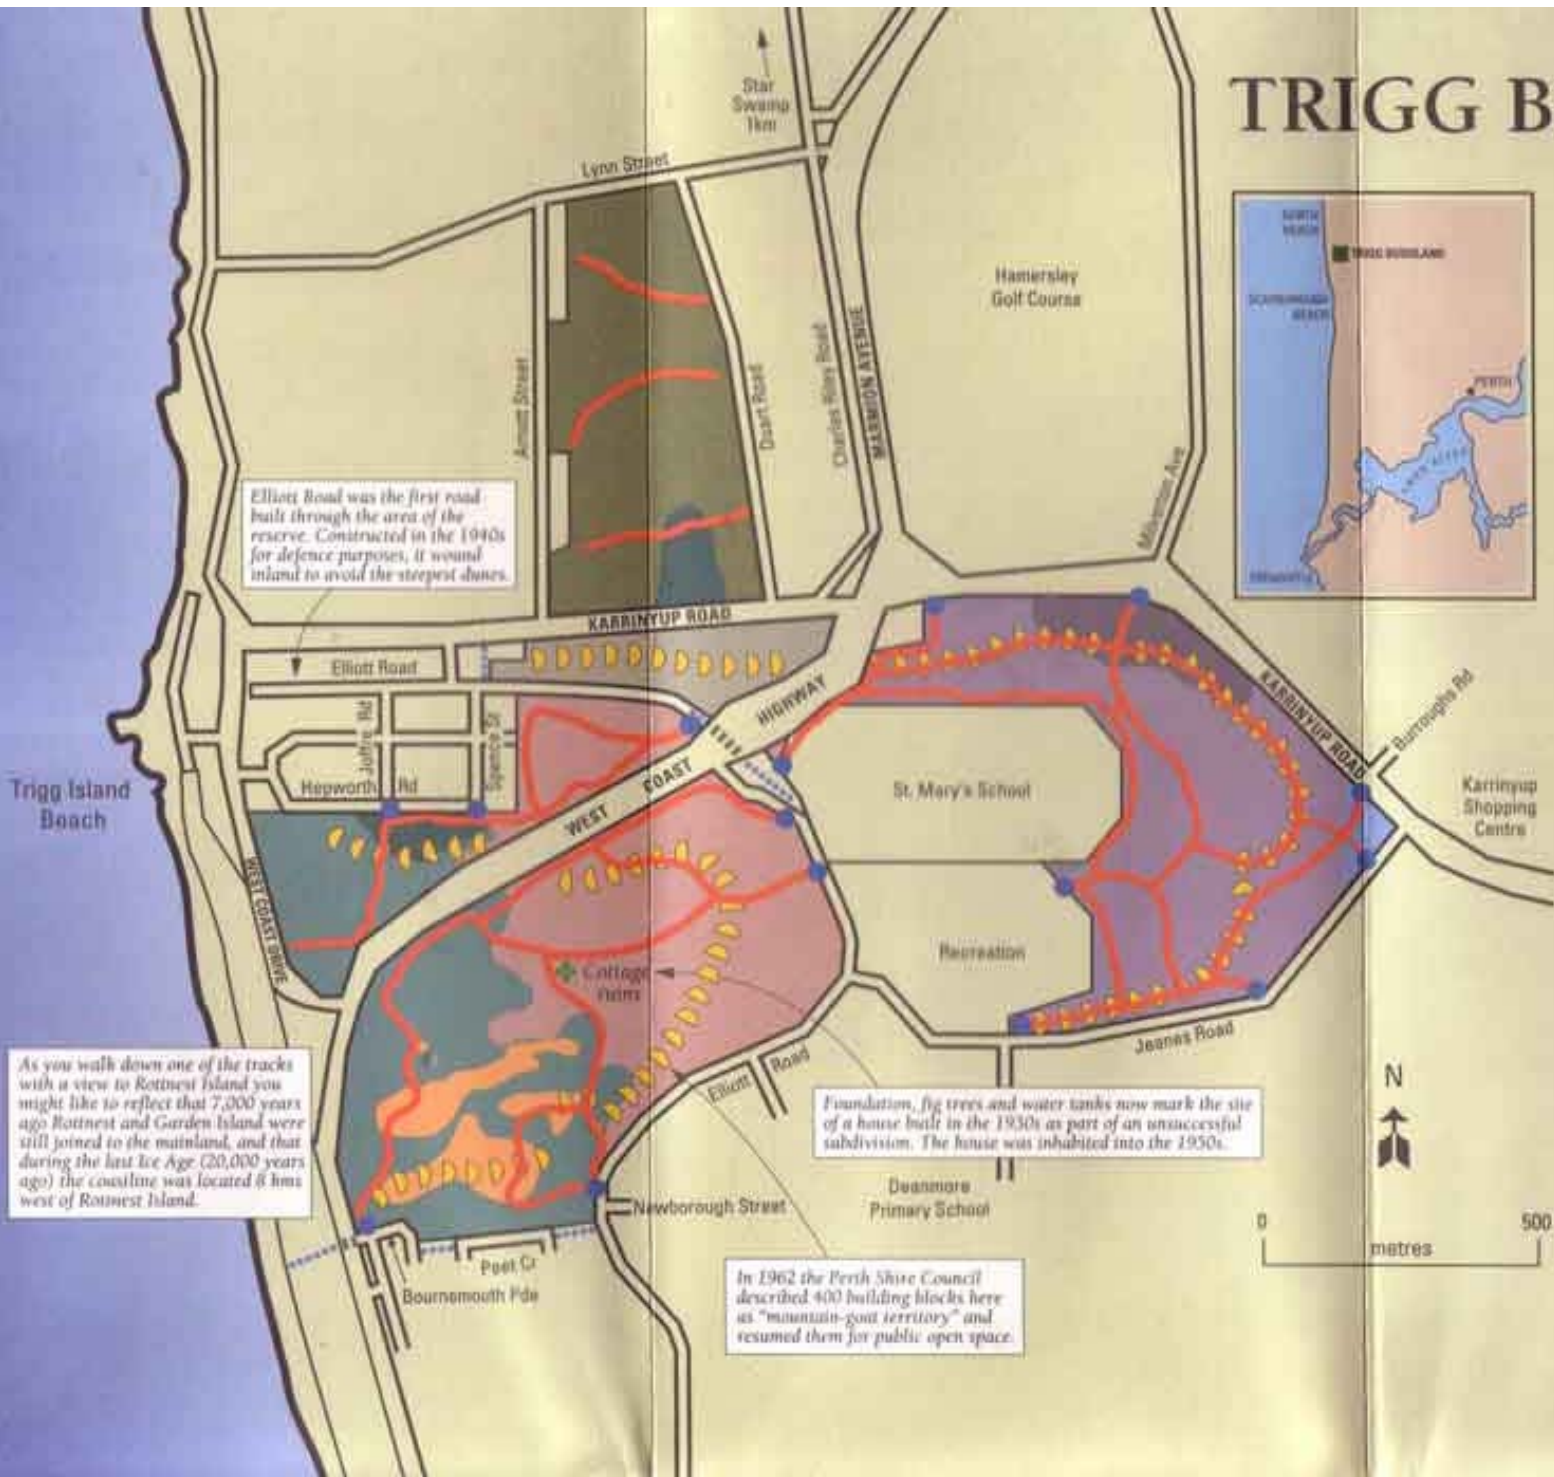 TRIGG B
Star
Swamp
1km
Lynn Street
NORTH
BEACH
TRIGG BUSHLAND
SCARBOROUGH
BEACH
PERTH
Hamersley
Golf Course
Arnott Street
Duart Road
Charles Riley Road
MARMION AVENUE
Milverton Ave
Elliott Road was the first road
built through the area of the
reserve. Constructed in the 1940s
for defence purposes, it wound
inland to avoid the steepest dunes.
KARRINYUP ROAD
Elliott Road
KARRINYUP ROAD
Burroughs Rd
Joffre Rd
Spence St
Hepworth Rd
WEST COAST HIGHWAY
St. Mary's School
Karrinyup
Shopping
Centre
Trigg Island
Beach
WEST COAST DRIVE
Cottage
ruins
Recreation
Jeanes Road
Elliott Road
As you walk down one of the tracks
with a view to Rottnest Island you
might like to reflect that 7,000 years
ago Rottnest and Garden Island were
still joined to the mainland, and that
during the last Ice Age (20,000 years
ago) the coastline was located 8 kms
west of Rottnest Island.
Foundation, fig trees and water tanks now mark the site
of a house built in the 1930s as part of an unsuccessful
subdivision. The house was inhabited into the 1950s.
N
Deanmore
Primary School
Newborough Street
0
500
metres
Peet Cr
Bournemouth Pde
In 1962 the Perth Shire Council
described 400 building blocks here
as "mountain-goat territory" and
resumed them for public open space.